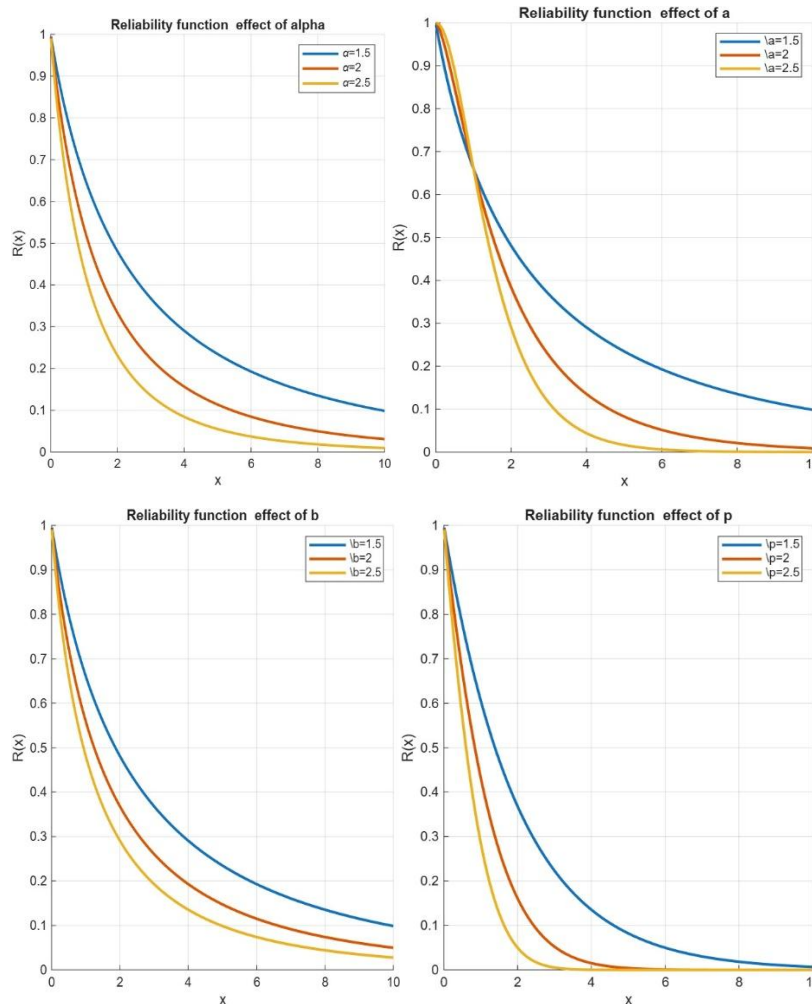 Reliability function effect of alpha
α=1.5
α=2
α=2.5
1
0.9
0.8
0.7
0.6
0.5
0.4
0.3
0.2
0.1
0
R(x)
0 2 4 6 8 10
x
Reliability function effect of a
\a=1.5
\a=2
\a=2.5
1
0.9
0.8
0.7
0.6
0.5
0.4
0.3
0.2
0.1
0
R(x)
0 2 4 6 8 10
x
Reliability function effect of b
\b=1.5
\b=2
\b=2.5
1
0.9
0.8
0.7
0.6
0.5
0.4
0.3
0.2
0.1
0
R(x)
0 2 4 6 8 10
x
Reliability function effect of p
\p=1.5
\p=2
\p=2.5
1
0.9
0.8
0.7
0.6
0.5
0.4
0.3
0.2
0.1
0
R(x)
0 2 4 6 8 10
x